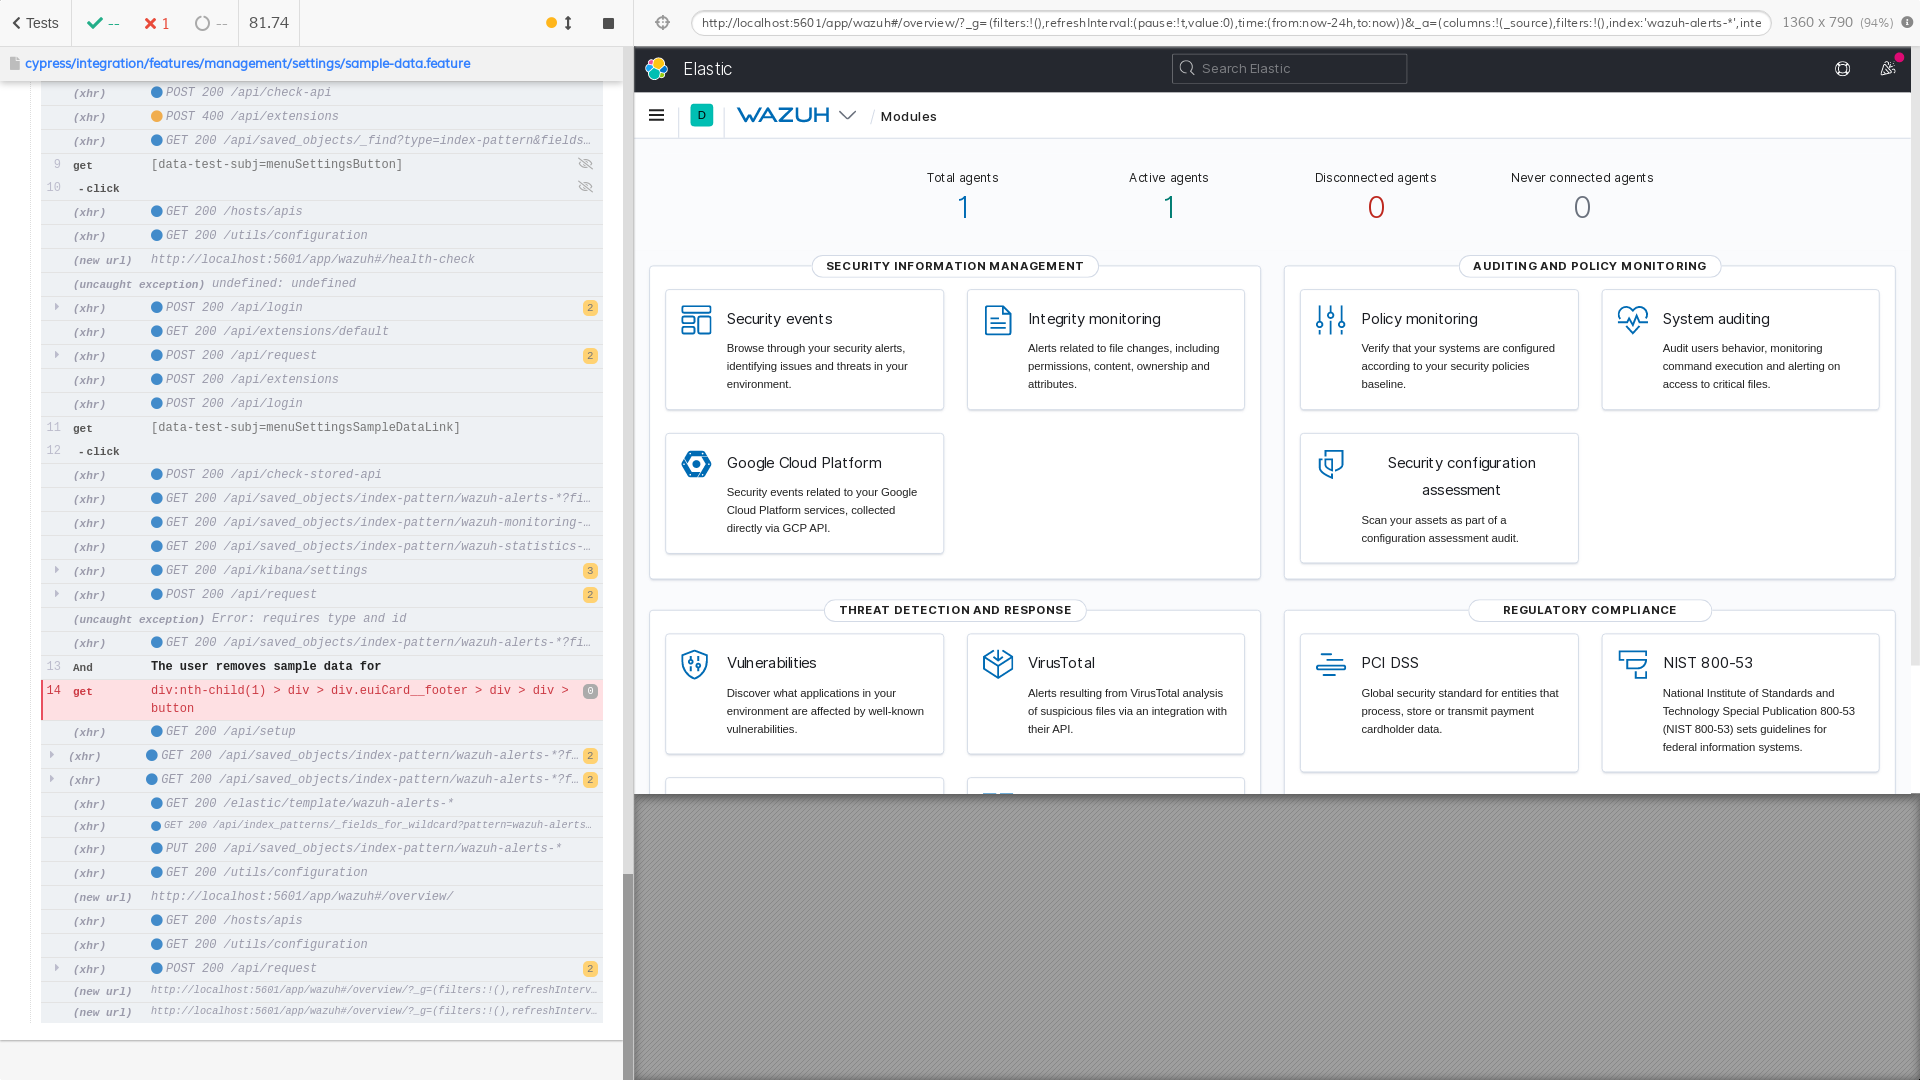 Tests
--
1
--
81.74
cypress/integration/features/management/settings/sample-data.feature
(xhr) POST 200 /api/check-api
(xhr) POST 400 /api/extensions
(xhr) GET 200 /api/saved_objects/_find?type=index-pattern&fields…
9 get [data-test-subj=menuSettingsButton]
10 -click
(xhr) GET 200 /hosts/apis
(xhr) GET 200 /utils/configuration
(new url) http://localhost:5601/app/wazuh#/health-check
(uncaught exception) undefined: undefined
(xhr) POST 200 /api/login 2
(xhr) GET 200 /api/extensions/default
(xhr) POST 200 /api/request 2
(xhr) POST 200 /api/extensions
(xhr) POST 200 /api/login
11 get [data-test-subj=menuSettingsSampleDataLink]
12 -click
(xhr) POST 200 /api/check-stored-api
(xhr) GET 200 /api/saved_objects/index-pattern/wazuh-alerts-*?fi…
(xhr) GET 200 /api/saved_objects/index-pattern/wazuh-monitoring-…
(xhr) GET 200 /api/saved_objects/index-pattern/wazuh-statistics-…
(xhr) GET 200 /api/kibana/settings 3
(xhr) POST 200 /api/request 2
(uncaught exception) Error: requires type and id
(xhr) GET 200 /api/saved_objects/index-pattern/wazuh-alerts-*?fi…
13 And The user removes sample data for
14 get div:nth-child(1) > div > div.euiCard__footer > div > div > 0
button
(xhr) GET 200 /api/setup
(xhr) GET 200 /api/saved_objects/index-pattern/wazuh-alerts-*?f… 2
(xhr) GET 200 /api/saved_objects/index-pattern/wazuh-alerts-*?f… 2
(xhr) GET 200 /elastic/template/wazuh-alerts-*
(xhr) GET 200 /api/index_patterns/_fields_for_wildcard?pattern=wazuh-alerts…
(xhr) PUT 200 /api/saved_objects/index-pattern/wazuh-alerts-*
(xhr) GET 200 /utils/configuration
(new url) http://localhost:5601/app/wazuh#/overview/
(xhr) GET 200 /hosts/apis
(xhr) GET 200 /utils/configuration
(xhr) POST 200 /api/request 2
(new url) http://localhost:5601/app/wazuh#/overview/?_g=(filters:!(),refreshInterv…
(new url) http://localhost:5601/app/wazuh#/overview/?_g=(filters:!(),refreshInterv…
http://localhost:5601/app/wazuh#/overview/?_g=(filters:!(),refreshInterval:(pause:!t,value:0),time:(from:now-24h,to:now))&_a=(columns:!(_source),filters:!(),index:'wazuh-alerts-*',inte
1360 x 790 (94%)
Elastic
Search Elastic
D
WAZUH
/ Modules
Total agents
1
Active agents
1
Disconnected agents
0
Never connected agents
0
SECURITY INFORMATION MANAGEMENT
Security events
Browse through your security alerts,
identifying issues and threats in your
environment.
Integrity monitoring
Alerts related to file changes, including
permissions, content, ownership and
attributes.
Google Cloud Platform
Security events related to your Google
Cloud Platform services, collected
directly via GCP API.
AUDITING AND POLICY MONITORING
Policy monitoring
Verify that your systems are configured
according to your security policies
baseline.
System auditing
Audit users behavior, monitoring
command execution and alerting on
access to critical files.
Security configuration
assessment
Scan your assets as part of a
configuration assessment audit.
THREAT DETECTION AND RESPONSE
Vulnerabilities
Discover what applications in your
environment are affected by well-known
vulnerabilities.
VirusTotal
Alerts resulting from VirusTotal analysis
of suspicious files via an integration with
their API.
REGULATORY COMPLIANCE
PCI DSS
Global security standard for entities that
process, store or transmit payment
cardholder data.
NIST 800-53
National Institute of Standards and
Technology Special Publication 800-53
(NIST 800-53) sets guidelines for
federal information systems.